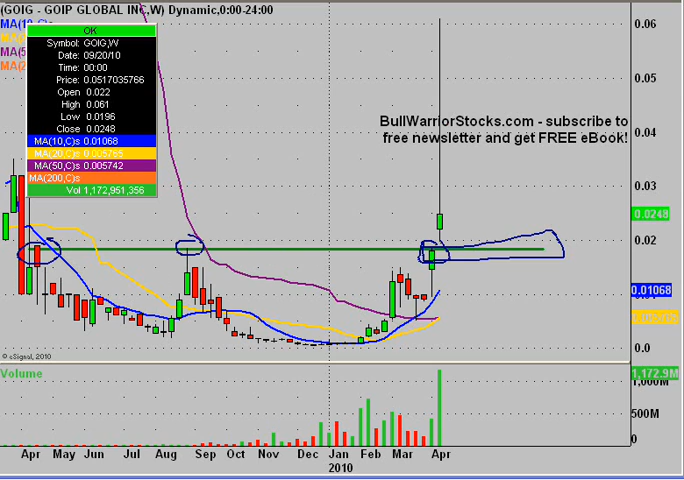 (GOIG - GOIP GLOBAL INC,W) Dynamic,0:00-24:00
MA(10,C)s
OK
Symbol: GOIG,W
Date: 09/20/10
Time: 00:00
Price: 0.0517035766
Open 0.022
High 0.061
Low 0.0196
Close 0.0248
MA(10,C)s 0.01068
MA(20,C)s 0.005765
MA(50,C)s 0.005742
MA(200,C)s
Vol 1,172,951,356
0.06
0.05
BullWarriorStocks.com - subscribe to
free newsletter and get FREE eBook!
0.04
0.03
0.0248
0.02
0.01068
0.0
© eSignal, 2010
Volume
1,172.9M
1,000M
500M
0
Apr May Jun Jul Aug Sep Oct Nov Dec Jan Feb Mar Apr
2010